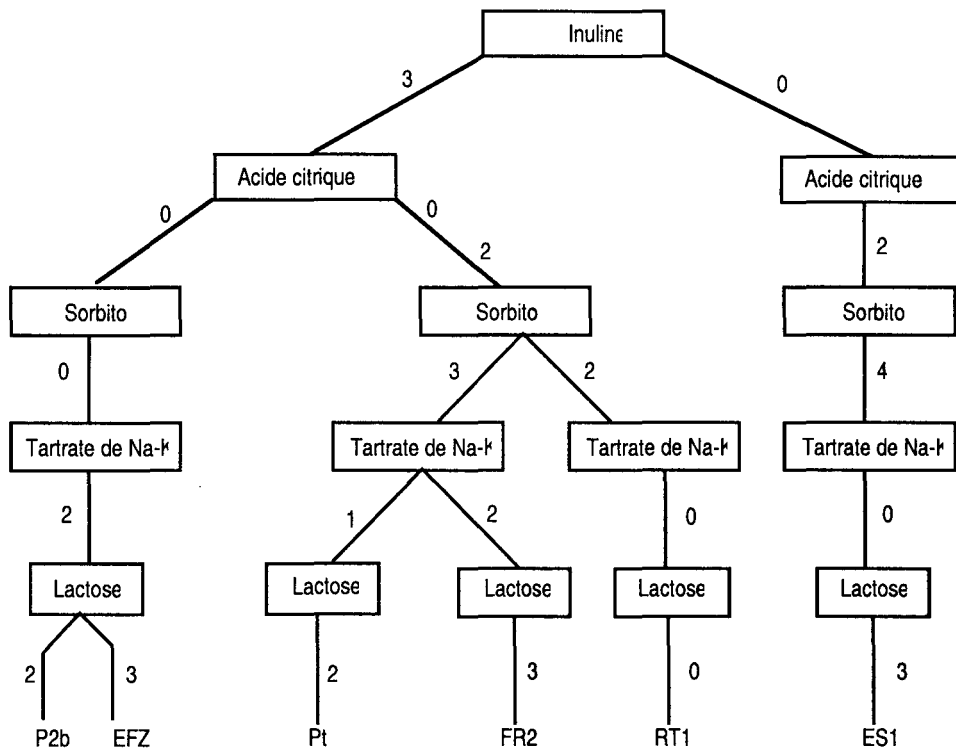 Inuline
3
0
Acide citrique
Acide citrique
0
0
2
2
Sorbito
Sorbito
Sorbito
0
3
2
4
Tartrate de Na-K
Tartrate de Na-K
Tartrate de Na-K
Tartrate de Na-K
2
1
2
0
0
Lactose
Lactose
Lactose
Lactose
Lactose
2
3
2
3
0
3
P2b
EFZ
Pt
FR2
RT1
ES1